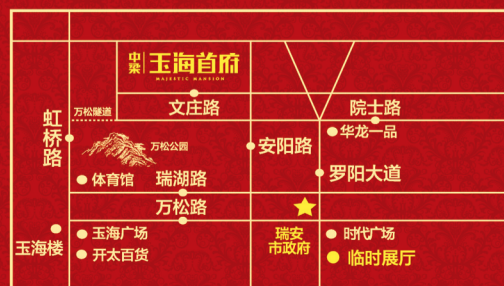 中梁 玉海首府
MAJESTIC MANSION
万松隧道
文庄路
院士路
虹桥路
华龙一品
万松公园
安阳路
体育馆
瑞湖路
罗阳大道
万松路
玉海楼
玉海广场
开太百货
瑞安
市政府
时代广场
临时展厅